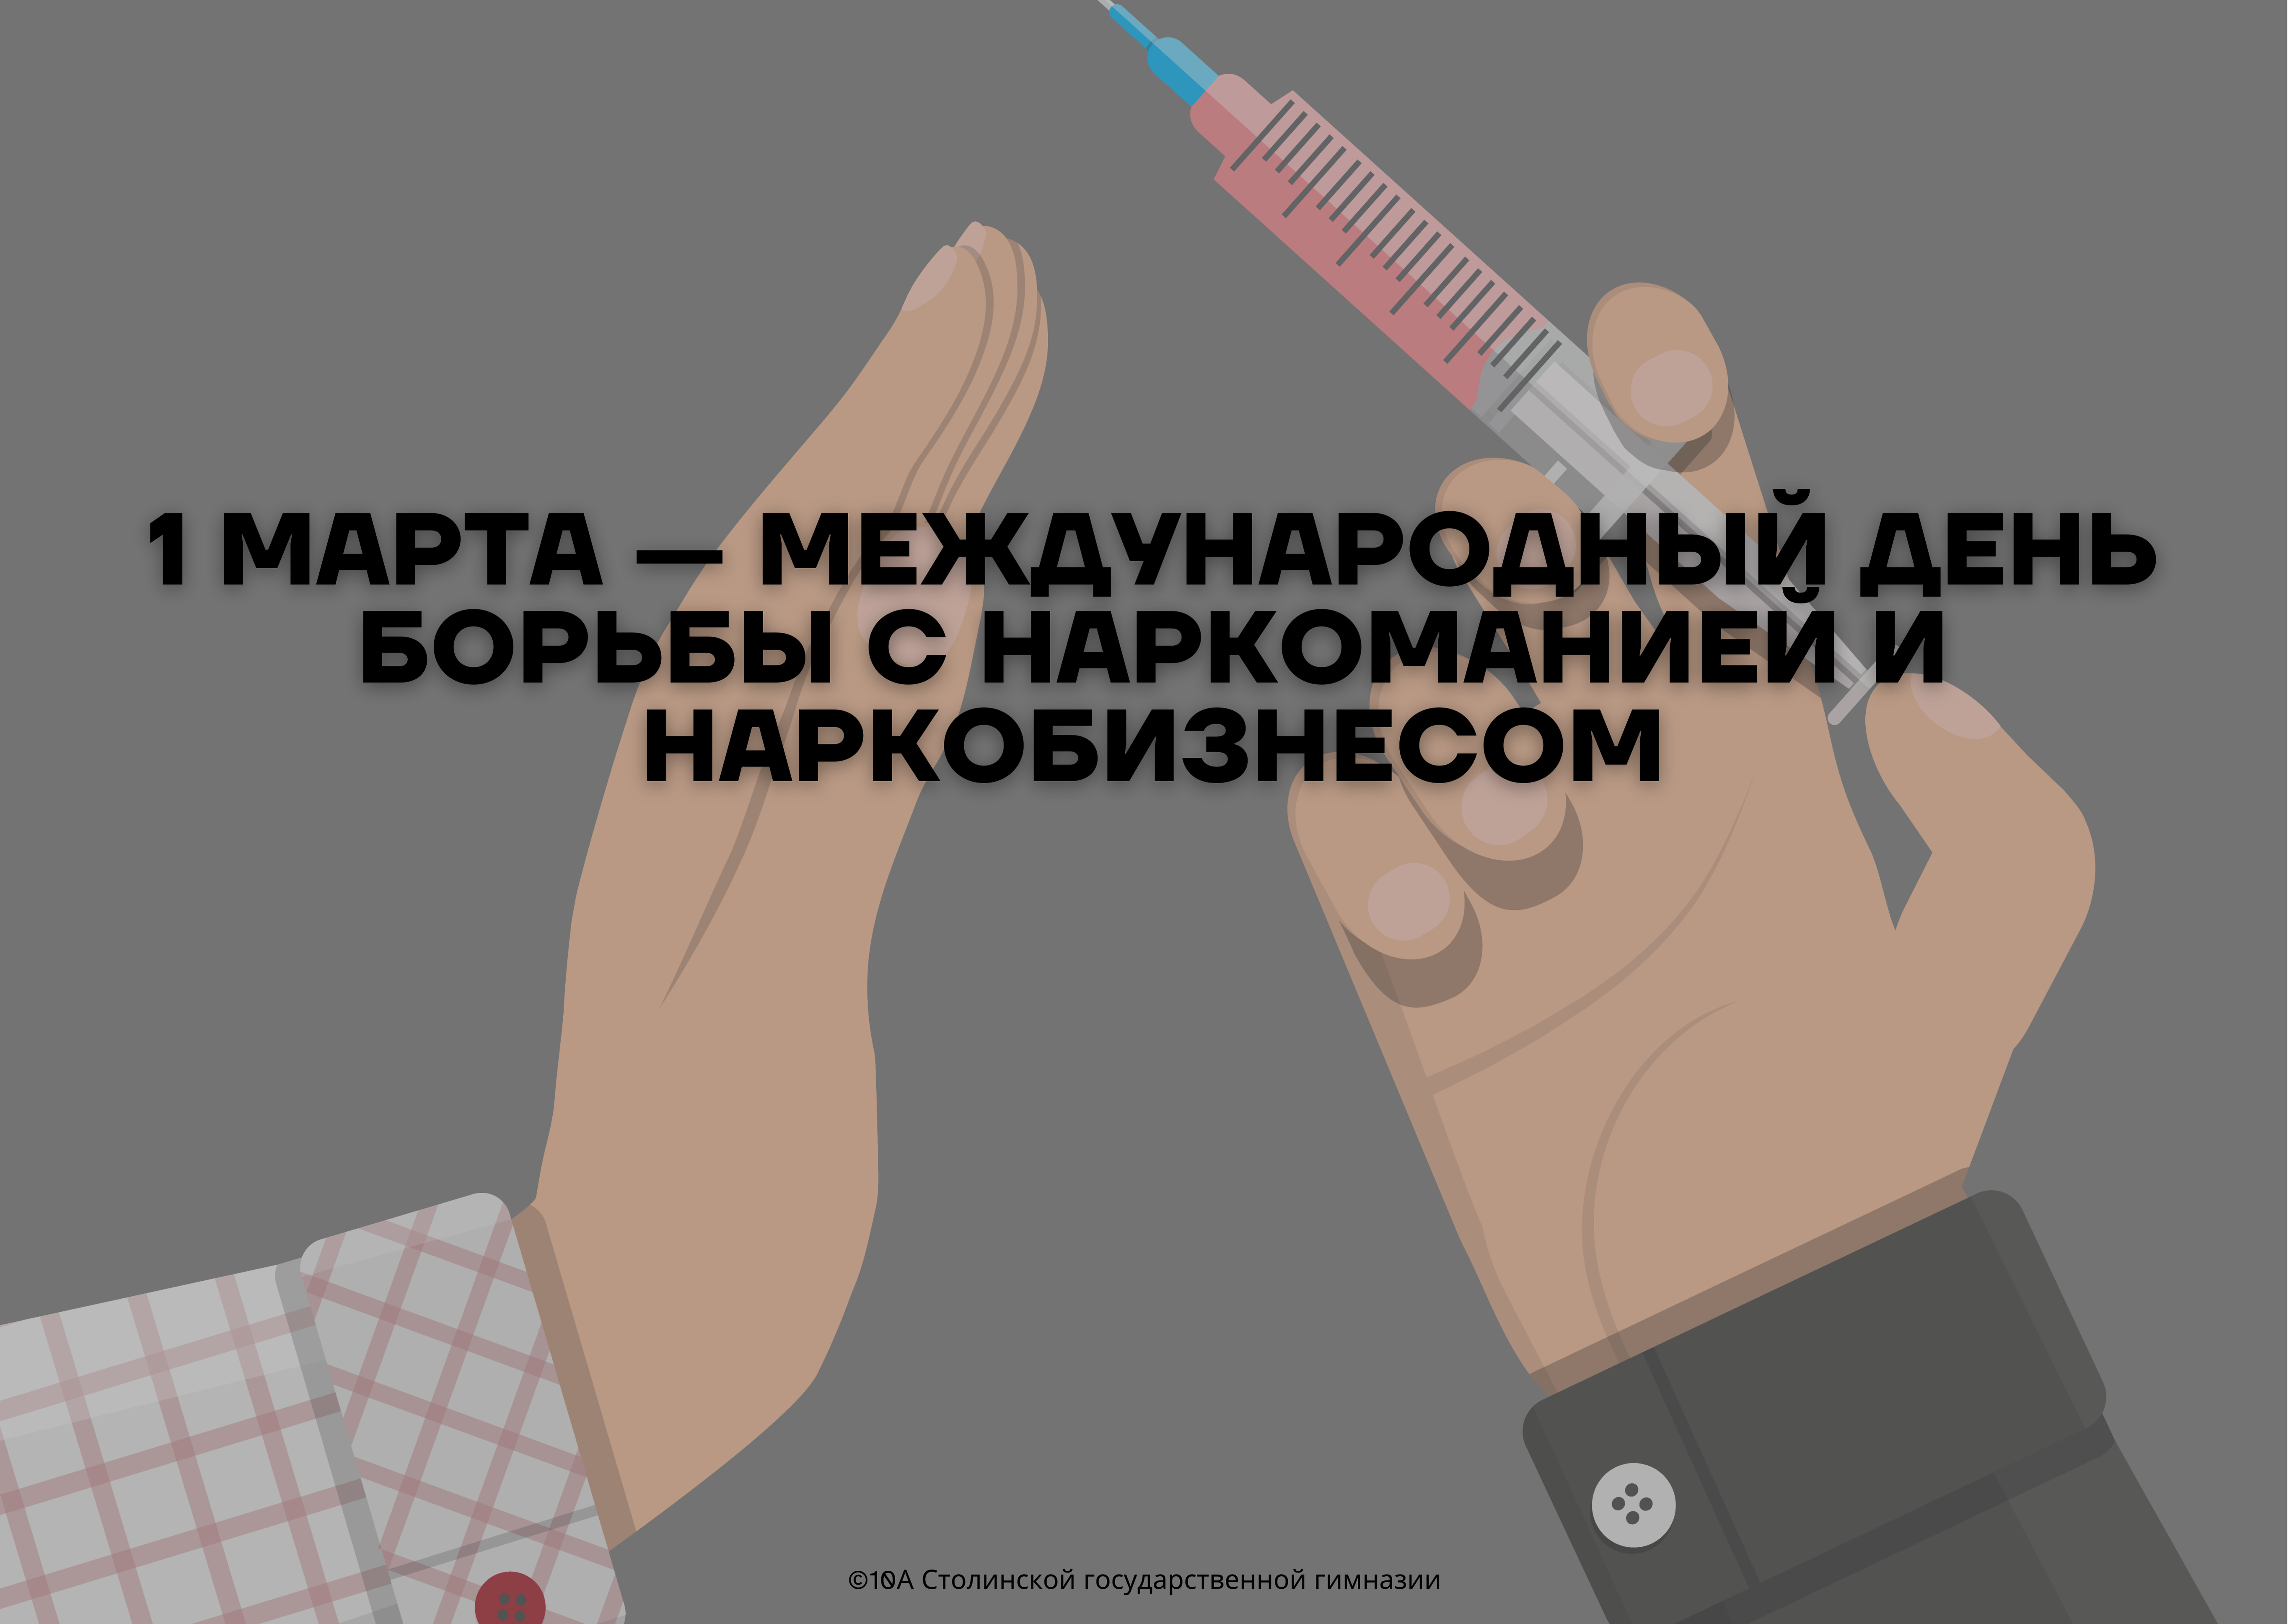 1 МАРТА — МЕЖДУНАРОДНЫЙ ДЕНЬ
БОРЬБЫ С НАРКОМАНИЕЙ И
НАРКОБИЗНЕСОМ
©10А Столинской государственной гимназии